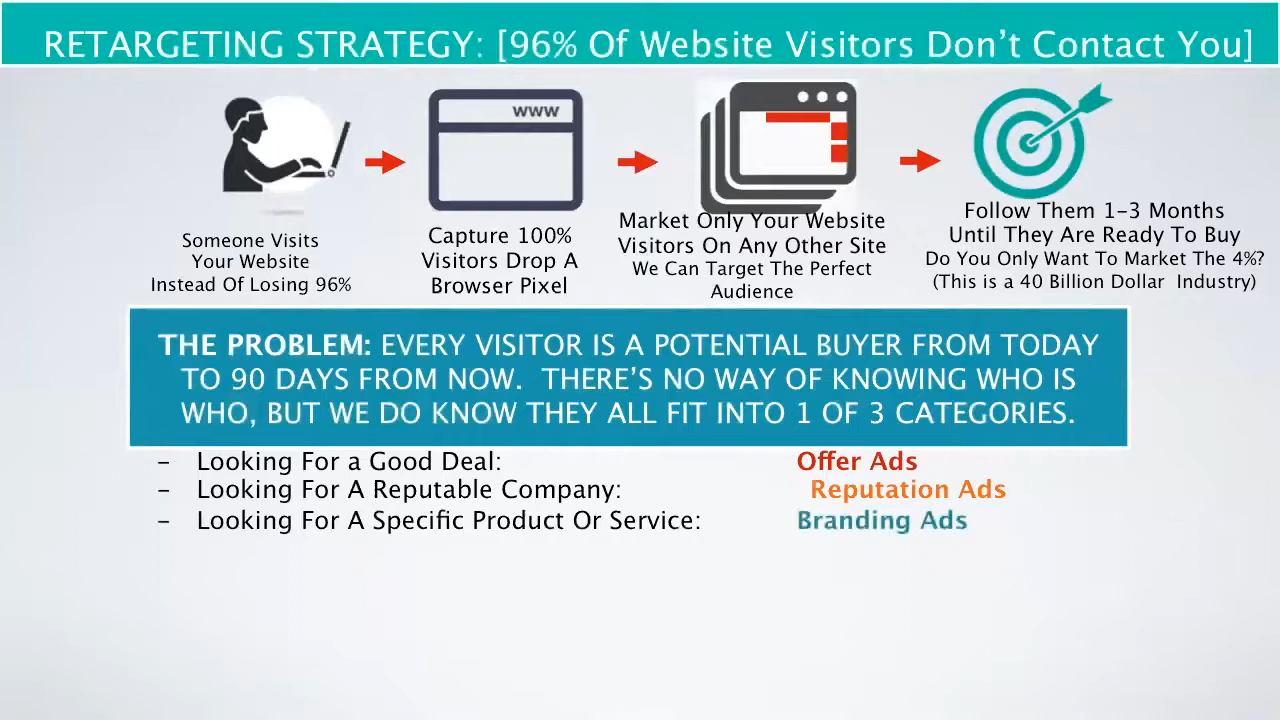 RETARGETING STRATEGY: [96% Of Website Visitors Don’t Contact You]
www
Someone Visits
Your Website
Instead Of Losing 96%
Capture 100%
Visitors Drop A
Browser Pixel
Market Only Your Website
Visitors On Any Other Site
We Can Target The Perfect
Audience
Follow Them 1-3 Months
Until They Are Ready To Buy
Do You Only Want To Market The 4%?
(This is a 40 Billion Dollar Industry)
THE PROBLEM: EVERY VISITOR IS A POTENTIAL BUYER FROM TODAY
TO 90 DAYS FROM NOW. THERE’S NO WAY OF KNOWING WHO IS
WHO, BUT WE DO KNOW THEY ALL FIT INTO 1 OF 3 CATEGORIES.
– Looking For a Good Deal: Offer Ads
– Looking For A Reputable Company: Reputation Ads
– Looking For A Specific Product Or Service: Branding Ads